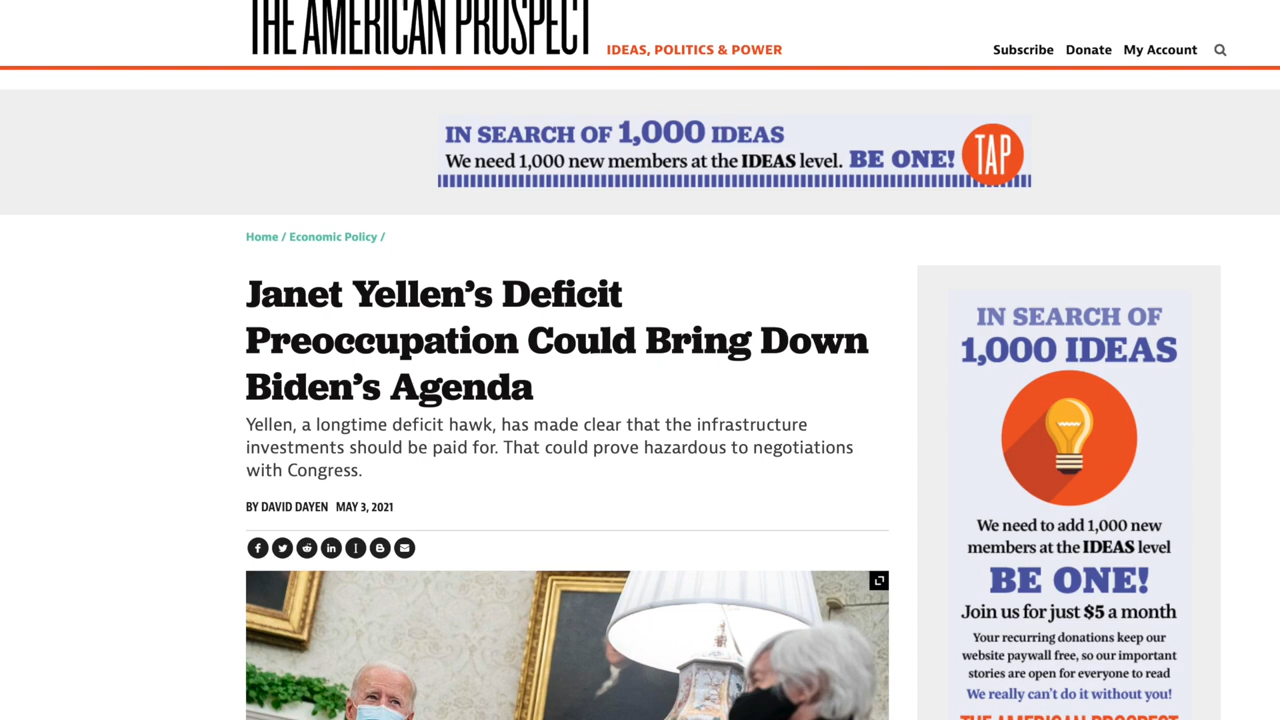 THE AMERICAN PROSPECT
IDEAS, POLITICS & POWER
Subscribe Donate My Account
IN SEARCH OF 1,000 IDEAS
We need 1,000 new members at the IDEAS level. BE ONE!
TAP
Home / Economic Policy /
Janet Yellen’s Deficit
Preoccupation Could Bring Down
Biden’s Agenda
Yellen, a longtime deficit hawk, has made clear that the infrastructure
investments should be paid for. That could prove hazardous to negotiations
with Congress.
BY DAVID DAYEN MAY 3, 2021
IN SEARCH OF
1,000 IDEAS
We need to add 1,000 new
members at the IDEAS level
BE ONE!
Join us for just $5 a month
Your recurring donations keep our
website paywall free, so our important
stories are open for everyone to read
We really can't do it without you!
THE AMERICAN PROSPECT